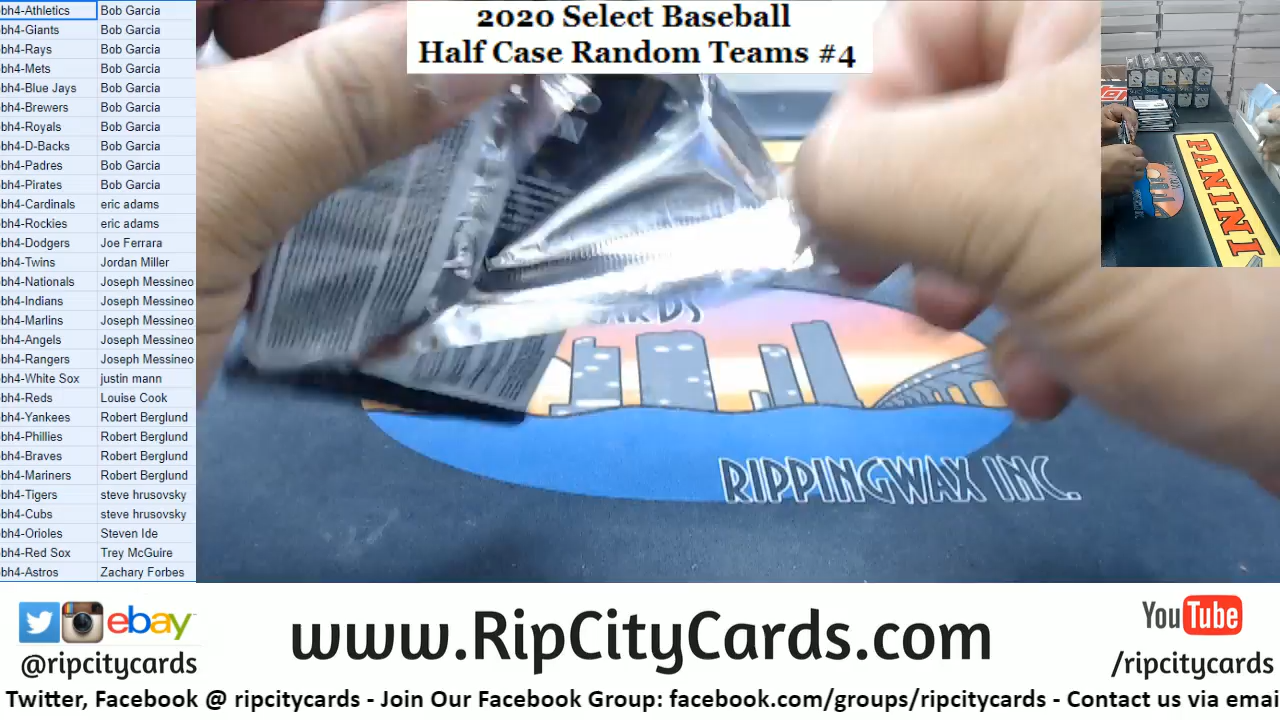 bh4-Athletics Bob Garcia
bh4-Giants Bob Garcia
bh4-Rays Bob Garcia
bh4-Mets Bob Garcia
bh4-Blue Jays Bob Garcia
bh4-Brewers Bob Garcia
bh4-Royals Bob Garcia
bh4-D-Backs Bob Garcia
bh4-Padres Bob Garcia
bh4-Pirates Bob Garcia
bh4-Cardinals eric adams
bh4-Rockies eric adams
bh4-Dodgers Joe Ferrara
bh4-Twins Jordan Miller
bh4-Nationals Joseph Messineo
bh4-Indians Joseph Messineo
bh4-Marlins Joseph Messineo
bh4-Angels Joseph Messineo
bh4-Rangers Joseph Messineo
bh4-White Sox justin mann
bh4-Reds Louise Cook
bh4-Yankees Robert Berglund
bh4-Phillies Robert Berglund
bh4-Braves Robert Berglund
bh4-Mariners Robert Berglund
bh4-Tigers steve hrusovsky
bh4-Cubs steve hrusovsky
bh4-Orioles Steven Ide
bh4-Red Sox Trey McGuire
bh4-Astros Zachary Forbes
2020 Select Baseball
Half Case Random Teams #4
PANINI
CARDS
RIPPINGWAX INC.
ebay
@ripcitycards
www.RipCityCards.com
YouTube
/ripcitycards
Twitter, Facebook @ ripcitycards - Join Our Facebook Group: facebook.com/groups/ripcitycards - Contact us via emai